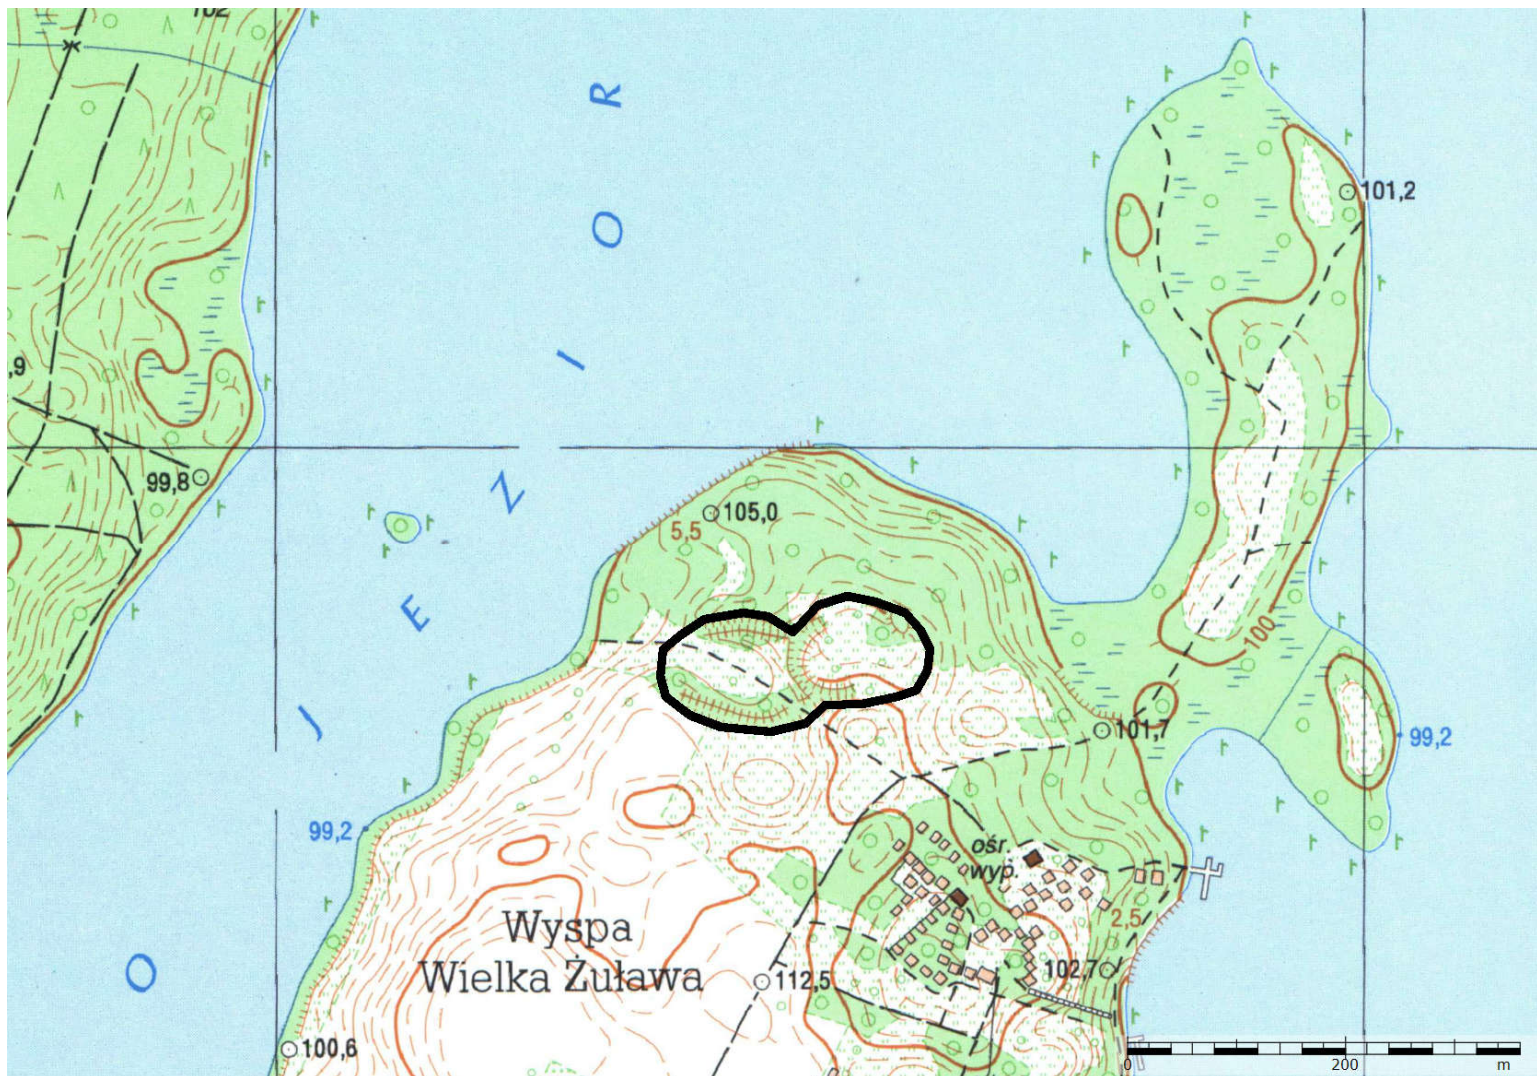 102
R
O
I
Z
E
J
O
101,2
,9
99,8
105,0
5,5
100
101,7
99,2
99,2
ośr.
wyp.
2,5
Wyspa
Wielka Żuława
112,5
102,7
100,6
0 200 m